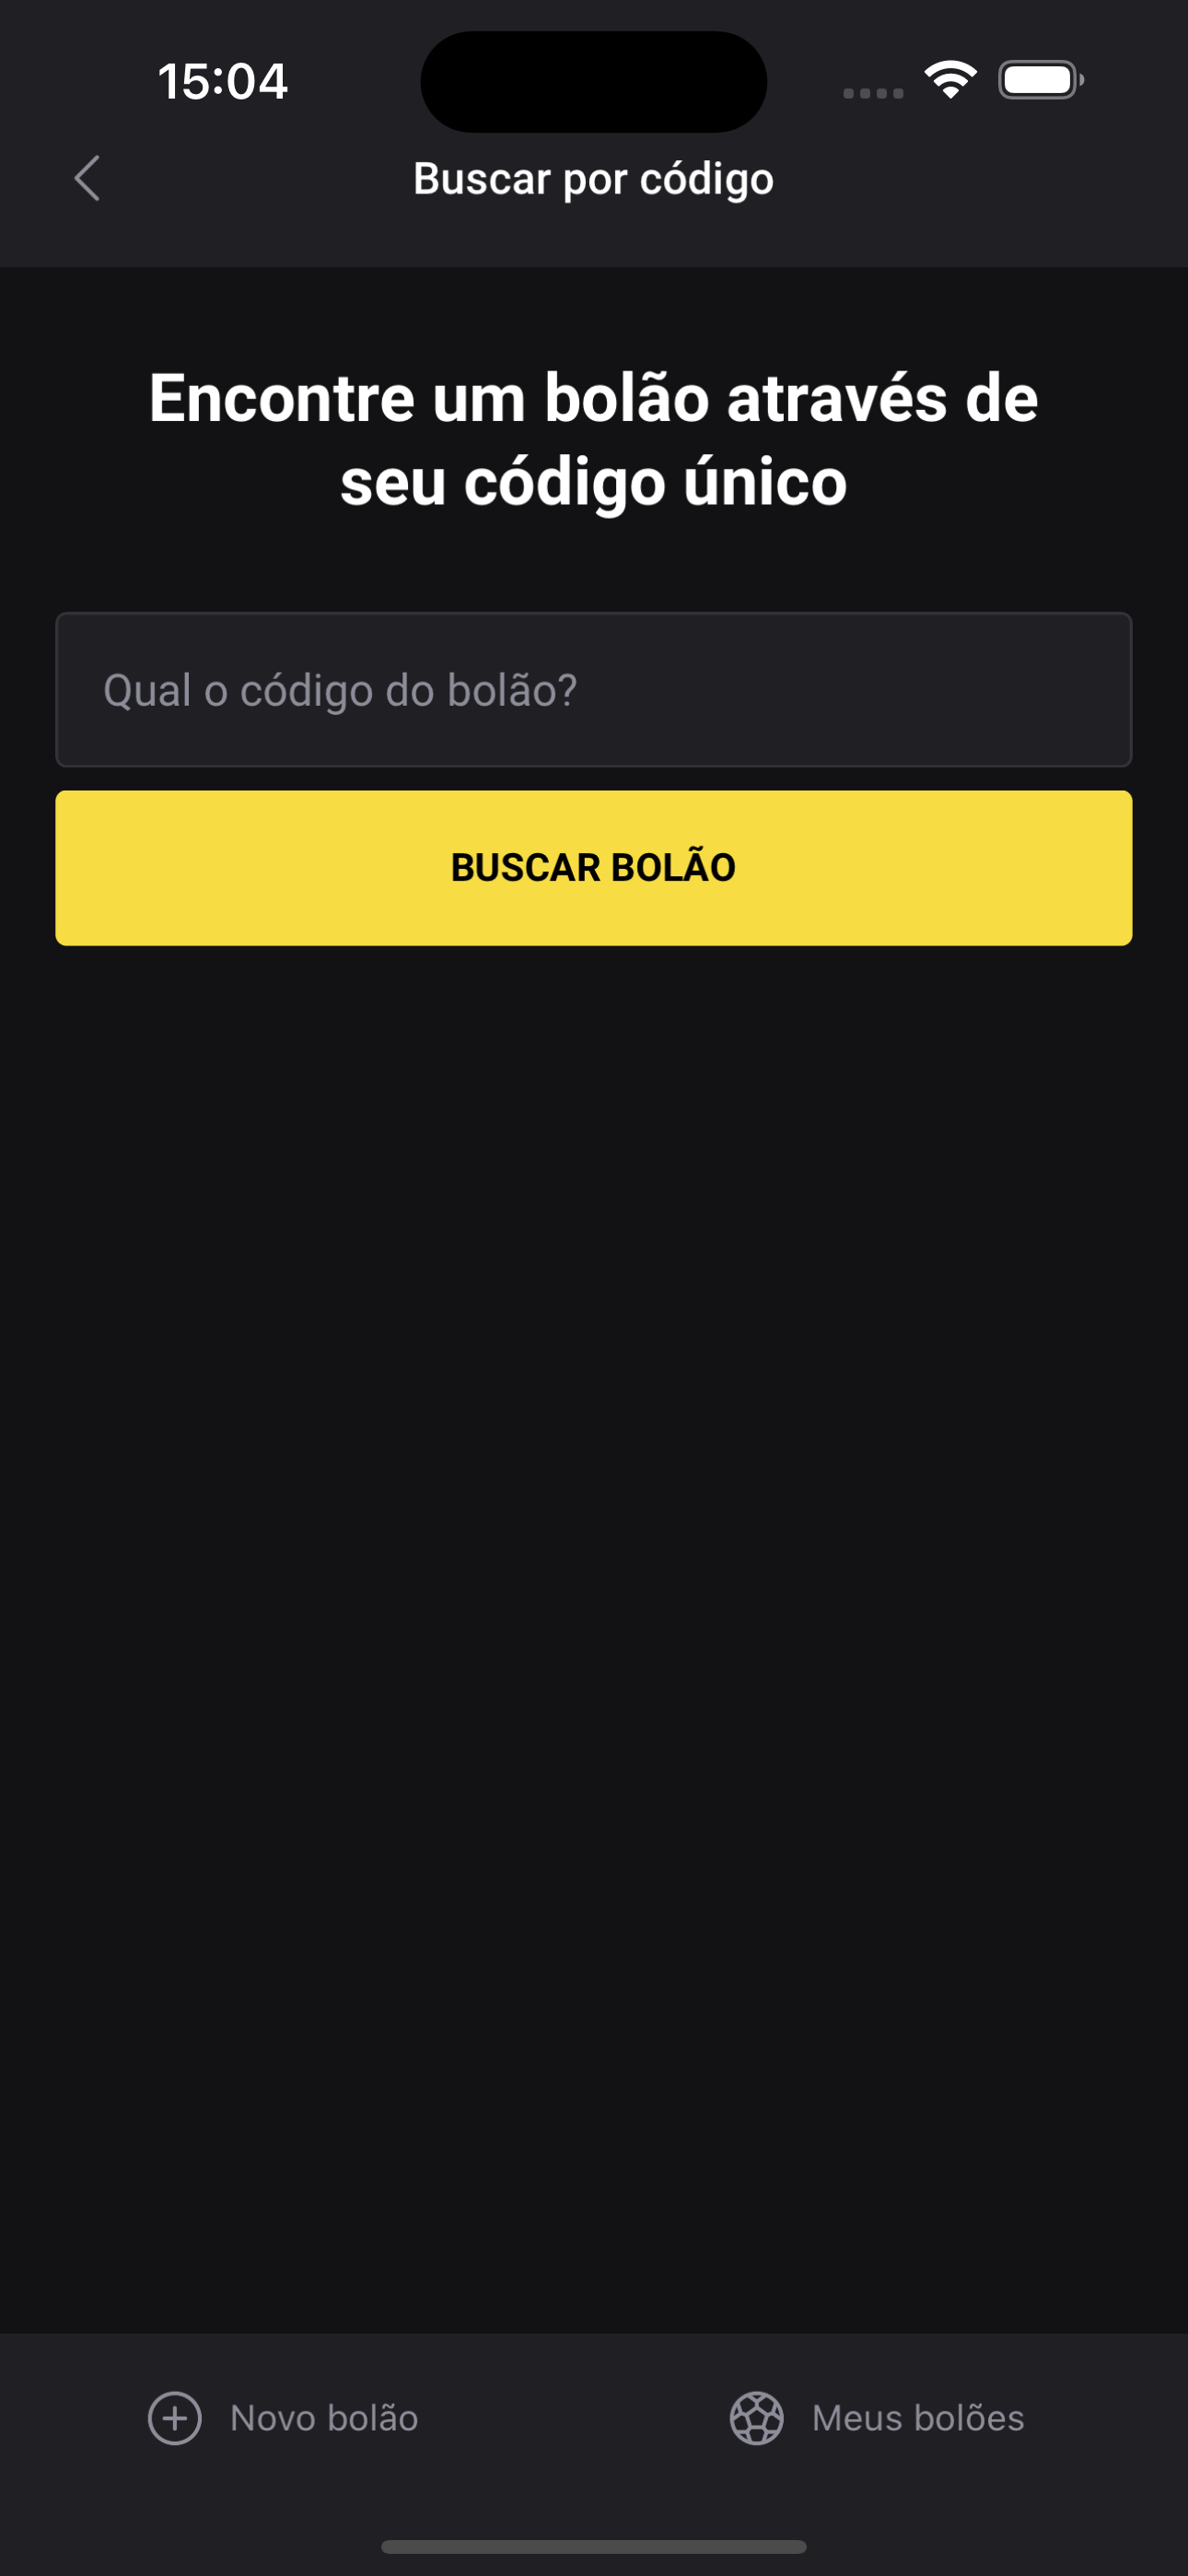 15:04
Buscar por código
Encontre um bolão através de
seu código único
Qual o código do bolão?
BUSCAR BOLÃO
Novo bolão
Meus bolões